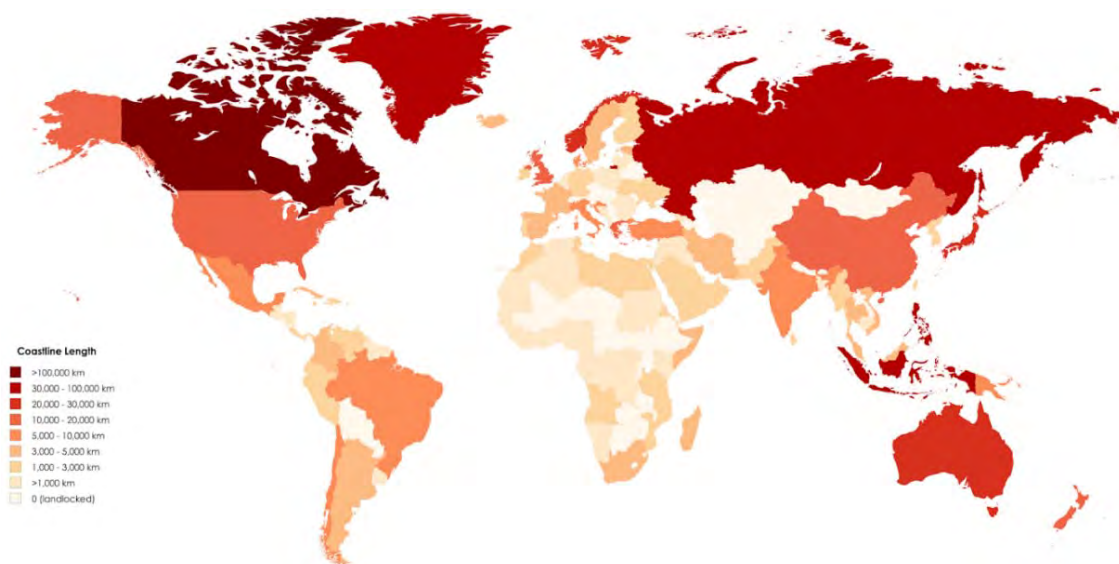 Coastline Length
>100,000 km
30,000 - 100,000 km
20,000 - 30,000 km
10,000 - 20,000 km
5,000 - 10,000 km
3,000 - 5,000 km
1,000 - 3,000 km
>1,000 km
0 (landlocked)